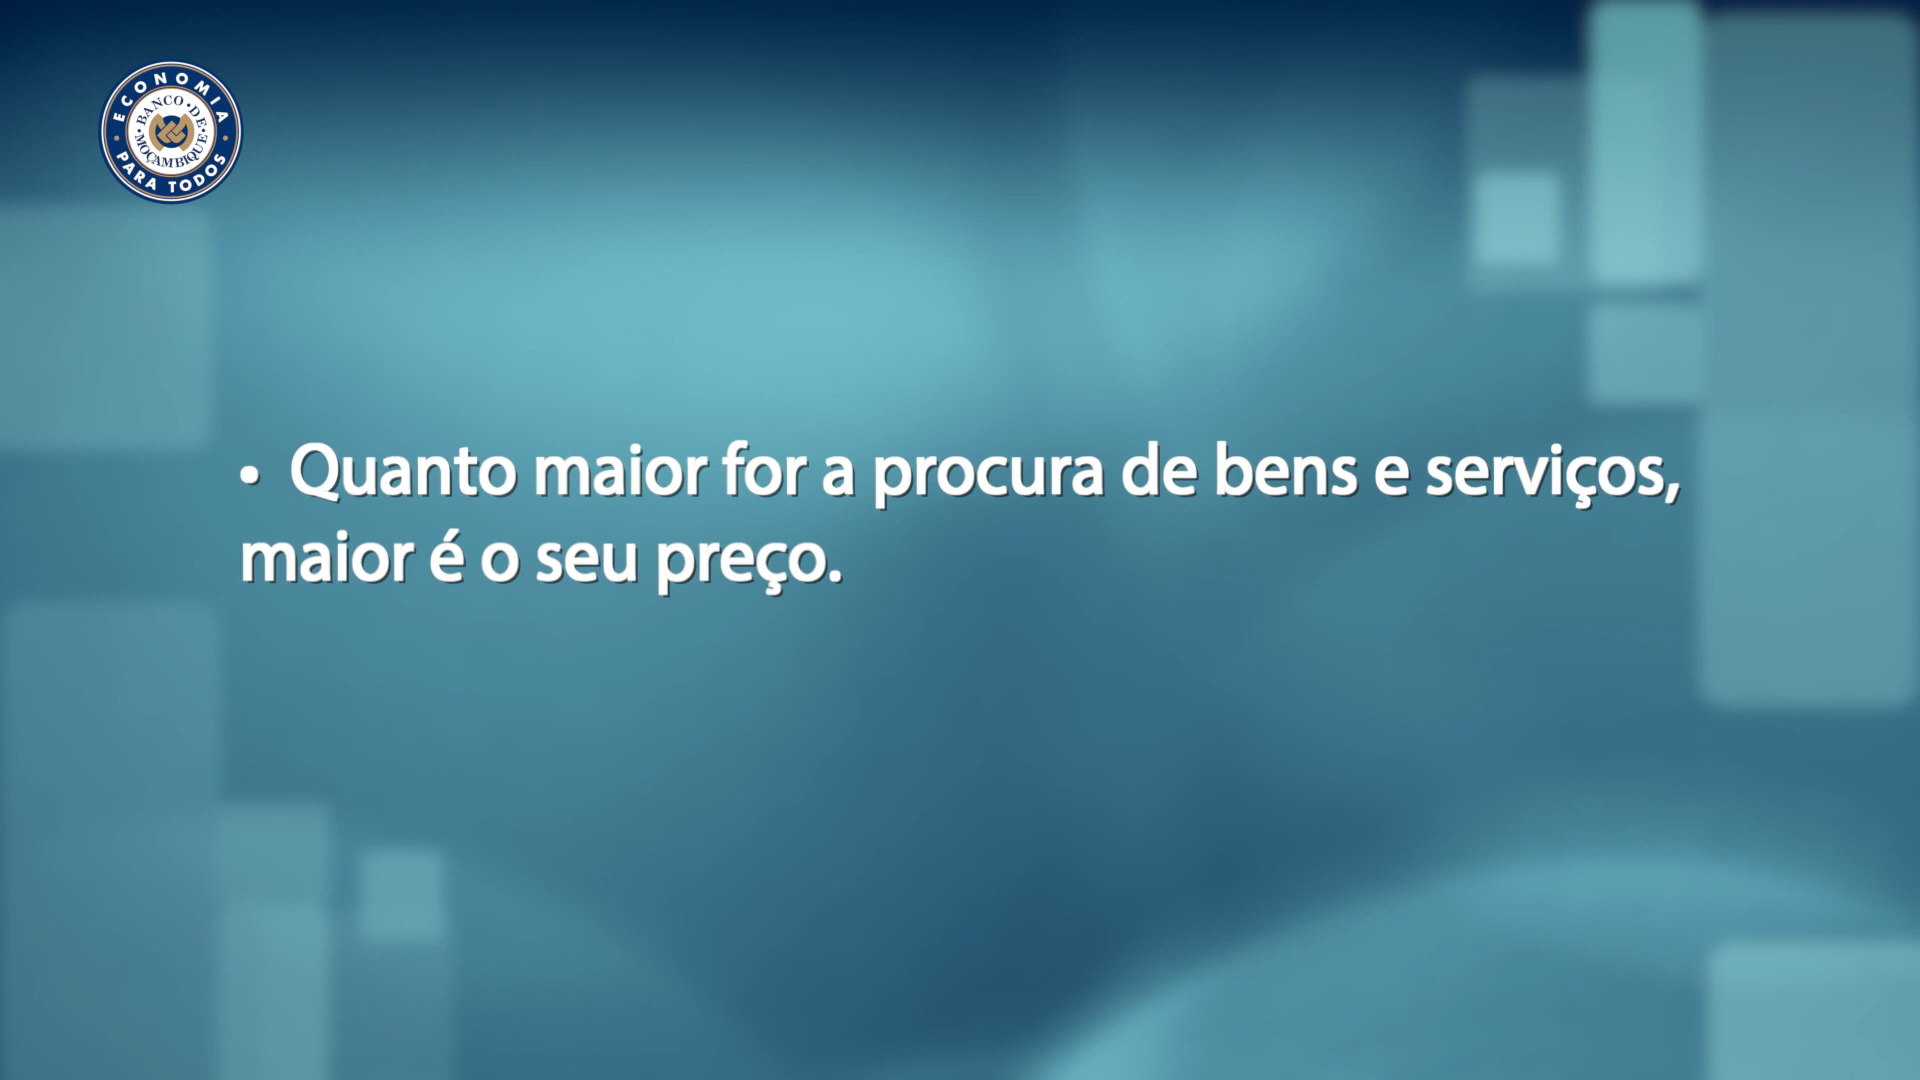 ECONOMIA
BANCO DE
MOÇAMBIQUE
PARA TODOS
• Quanto maior for a procura de bens e serviços,
maior é o seu preço.